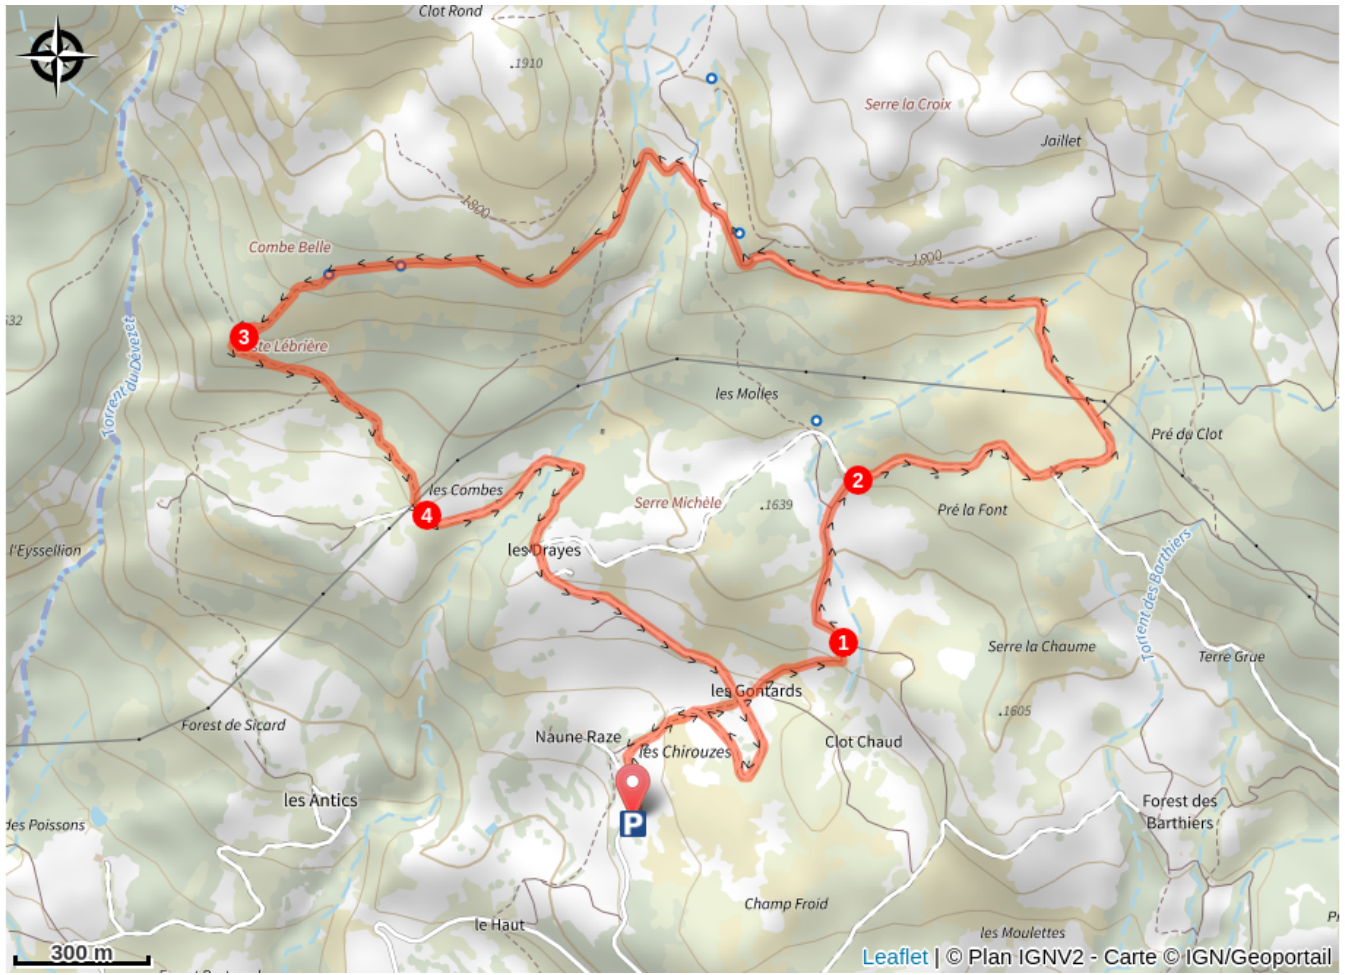 Clot Rond
.1910
Serre la Croix
Jaillet
1800
Combe Belle
1800
Torrent du Dévezet
les Molles
3
Pré du Clot
les Combes
2
Serre Michèle
.1639
Pré la Font
4
l'Eyssellion
les Drayes
Torrent des Barthiers
1
Serre la Chaume
Terre Grue
les Gontards
.1605
Forest de Sicard
Naune Raze
les Chirouzes
Clot Chaud
les Antics
Forest des
Barthiers
des Poissons
P
Champ Froid
le Haut
les Moulettes
300 m
Leaflet | © Plan IGNV2 - Carte © IGN/Geoportail